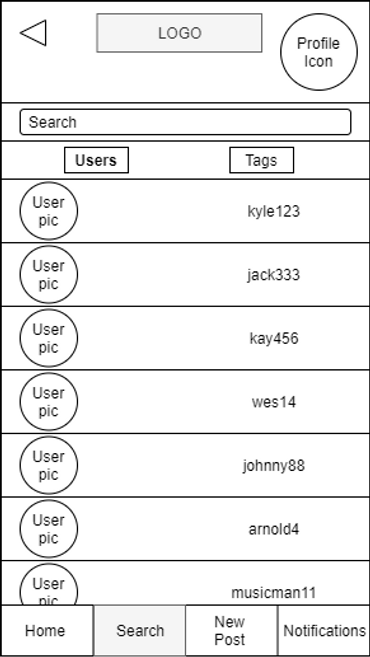 LOGO
Profile
Icon
Search
Users
Tags
User
pic
kyle123
User
pic
jack333
User
pic
kay456
User
pic
wes14
User
pic
johnny88
User
pic
arnold4
User
pic
musicman11
Home
Search
New
Post
Notifications